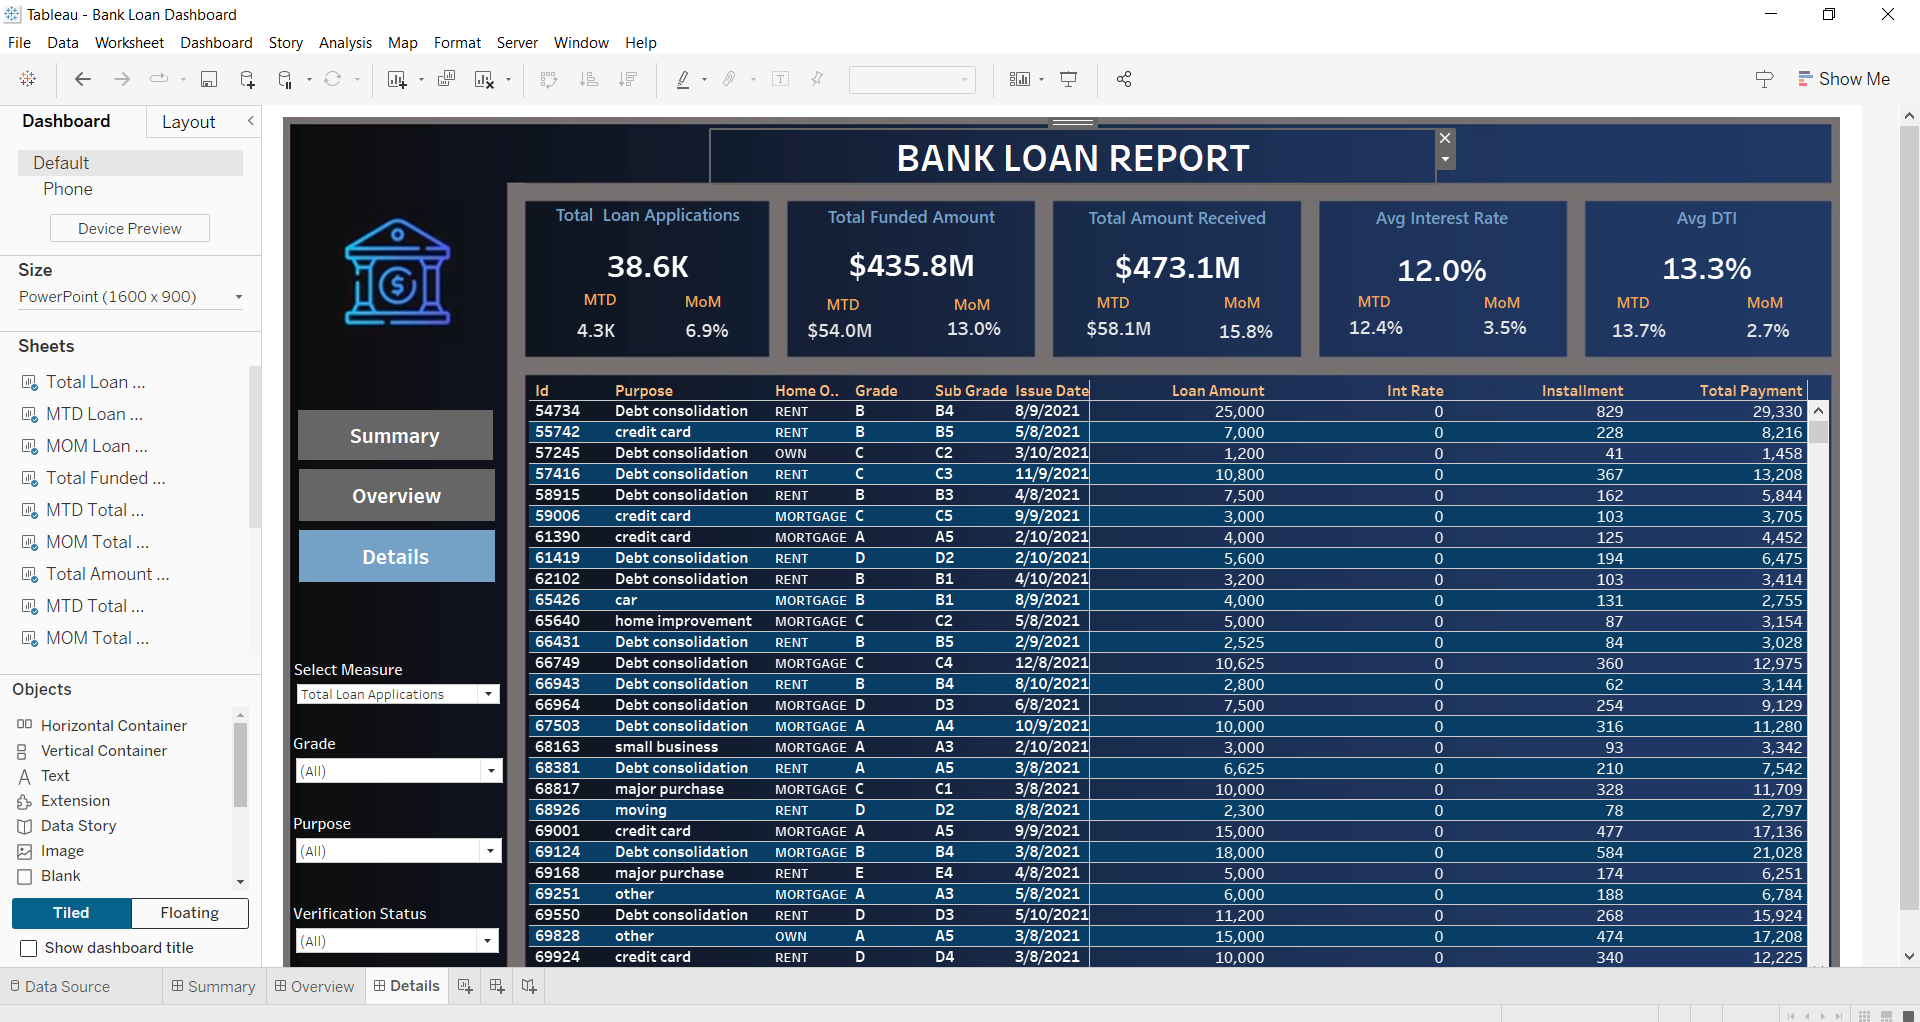 Tableau - Bank Loan Dashboard
File Data Worksheet Dashboard Story Analysis Map Format Server Window Help
Show Me
Dashboard Layout
Default
Phone
Device Preview
Size
PowerPoint (1600 x 900)
Sheets
Total Loan ...
MTD Loan ...
MOM Loan ...
Total Funded ...
MTD Total ...
MOM Total ...
Total Amount ...
MTD Total ...
MOM Total ...
Objects
Horizontal Container
Vertical Container
Text
Extension
Data Story
Image
Blank
Tiled Floating
Show dashboard title
BANK LOAN REPORT
Total Loan Applications
38.6K
MTD MoM
4.3K 6.9%
Total Funded Amount
$435.8M
MTD MoM
$54.0M 13.0%
Total Amount Received
$473.1M
MTD MoM
$58.1M 15.8%
Avg Interest Rate
12.0%
MTD MoM
12.4% 3.5%
Avg DTI
13.3%
MTD MoM
13.7% 2.7%
Summary
Overview
Details
Select Measure
Total Loan Applications
Grade
(All)
Purpose
(All)
Verification Status
(All)
Id Purpose Home O.. Grade Sub Grade Issue Date Loan Amount Int Rate Installment Total Payment
54734 Debt consolidation RENT B B4 8/9/2021 25,000 0 829 29,330
55742 credit card RENT B B5 5/8/2021 7,000 0 228 8,216
57245 Debt consolidation OWN C C2 3/10/2021 1,200 0 41 1,458
57416 Debt consolidation RENT C C3 11/9/2021 10,800 0 367 13,208
58915 Debt consolidation RENT B B3 4/8/2021 7,500 0 162 5,844
59006 credit card MORTGAGE C C5 9/9/2021 3,000 0 103 3,705
61390 credit card MORTGAGE A A5 2/10/2021 4,000 0 125 4,452
61419 Debt consolidation RENT D D2 2/10/2021 5,600 0 194 6,475
62102 Debt consolidation RENT B B1 4/10/2021 3,200 0 103 3,414
65426 car MORTGAGE B B1 8/9/2021 4,000 0 131 2,755
65640 home improvement MORTGAGE C C2 5/8/2021 5,000 0 87 3,154
66431 Debt consolidation RENT B B5 2/9/2021 2,525 0 84 3,028
66749 Debt consolidation MORTGAGE C C4 12/8/2021 10,625 0 360 12,975
66943 Debt consolidation RENT B B4 8/10/2021 2,800 0 62 3,144
66964 Debt consolidation MORTGAGE D D3 6/8/2021 7,500 0 254 9,129
67503 Debt consolidation MORTGAGE A A4 10/9/2021 10,000 0 316 11,280
68163 small business MORTGAGE A A3 2/10/2021 3,000 0 93 3,342
68381 Debt consolidation RENT A A5 3/8/2021 6,625 0 210 7,542
68817 major purchase MORTGAGE C C1 3/8/2021 10,000 0 328 11,709
68926 moving RENT D D2 8/8/2021 2,300 0 78 2,797
69001 credit card MORTGAGE A A5 9/9/2021 15,000 0 477 17,136
69124 Debt consolidation MORTGAGE B B4 3/8/2021 18,000 0 584 21,028
69168 major purchase RENT E E4 4/8/2021 5,000 0 174 6,251
69251 other MORTGAGE A A3 5/8/2021 6,000 0 188 6,784
69550 Debt consolidation RENT D D3 5/10/2021 11,200 0 268 15,924
69828 other OWN A A5 3/8/2021 15,000 0 474 17,208
69924 credit card RENT D D4 3/8/2021 10,000 0 340 12,225
Data Source Summary Overview Details